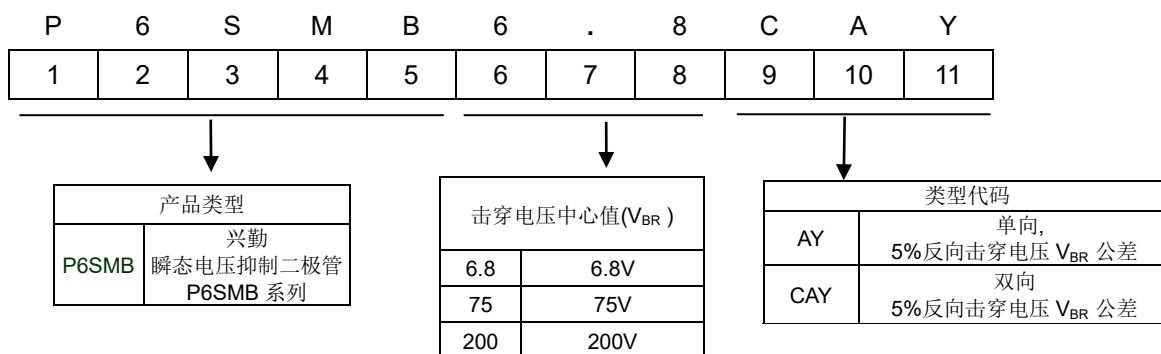 P 6 S M B 6 . 8 C A Y
1 2 3 4 5 6 7 8 9 10 11
产品类型
P6SMB
兴勤
瞬态电压抑制二极管
P6SMB 系列
击穿电压中心值(VBR )
6.8 6.8V
75 75V
200 200V
类型代码
AY
单向,
5%反向击穿电压 VBR 公差
CAY
双向
5%反向击穿电压 VBR 公差